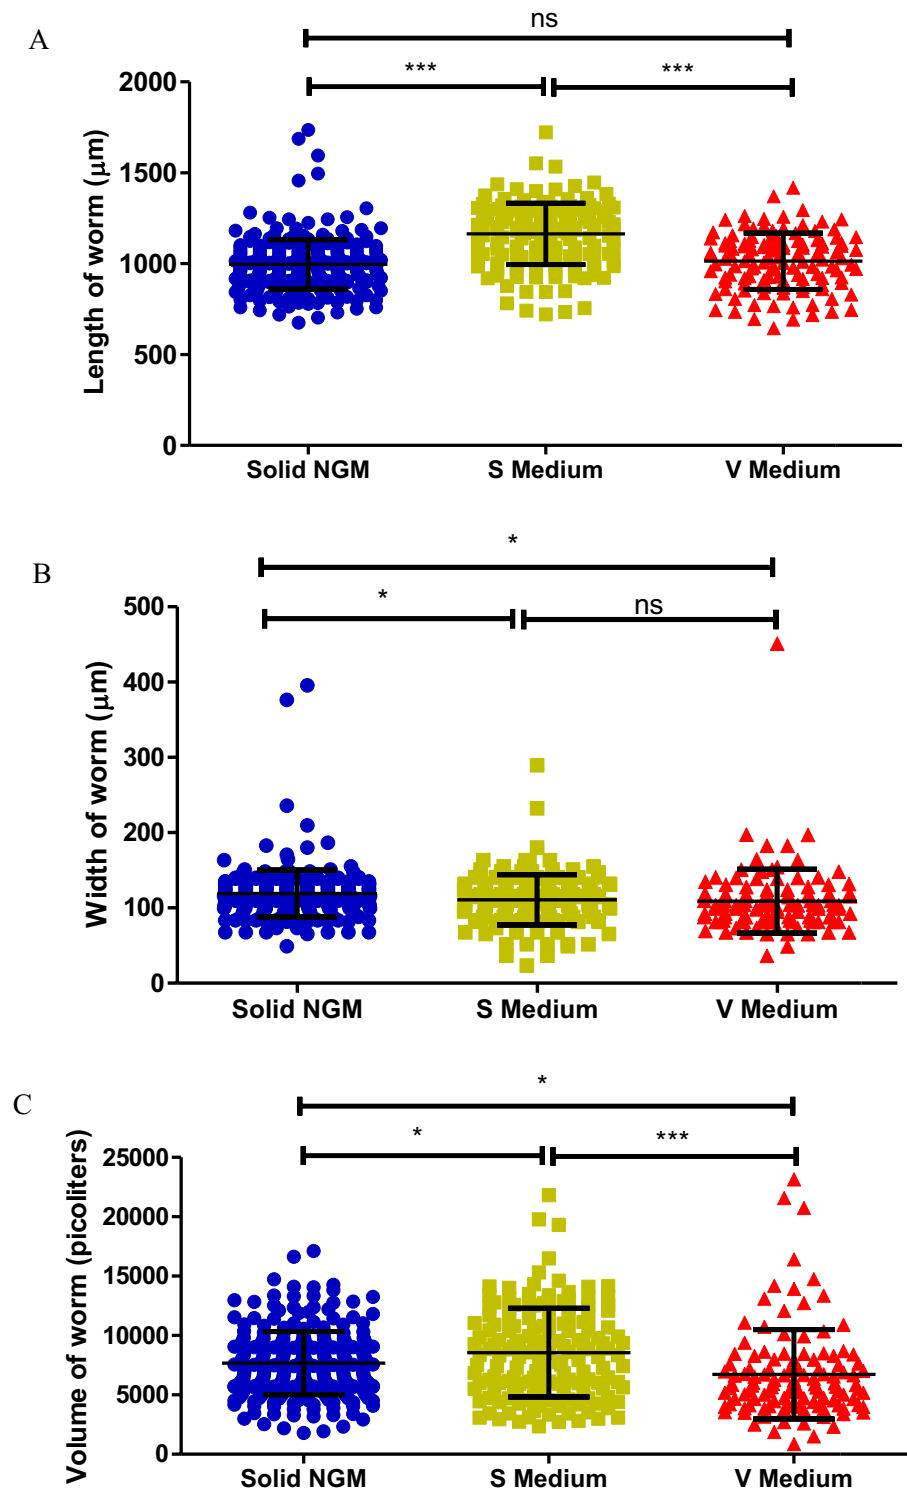 A
ns
***
***
Length of worm (μm)
2000
1500
1000
500
0
Solid NGM
S Medium
V Medium
B
*
*
ns
Width of worm (μm)
500
400
300
200
100
0
Solid NGM
S Medium
V Medium
C
*
*
***
Volume of worm (picoliters)
25000
20000
15000
10000
5000
0
Solid NGM
S Medium
V Medium